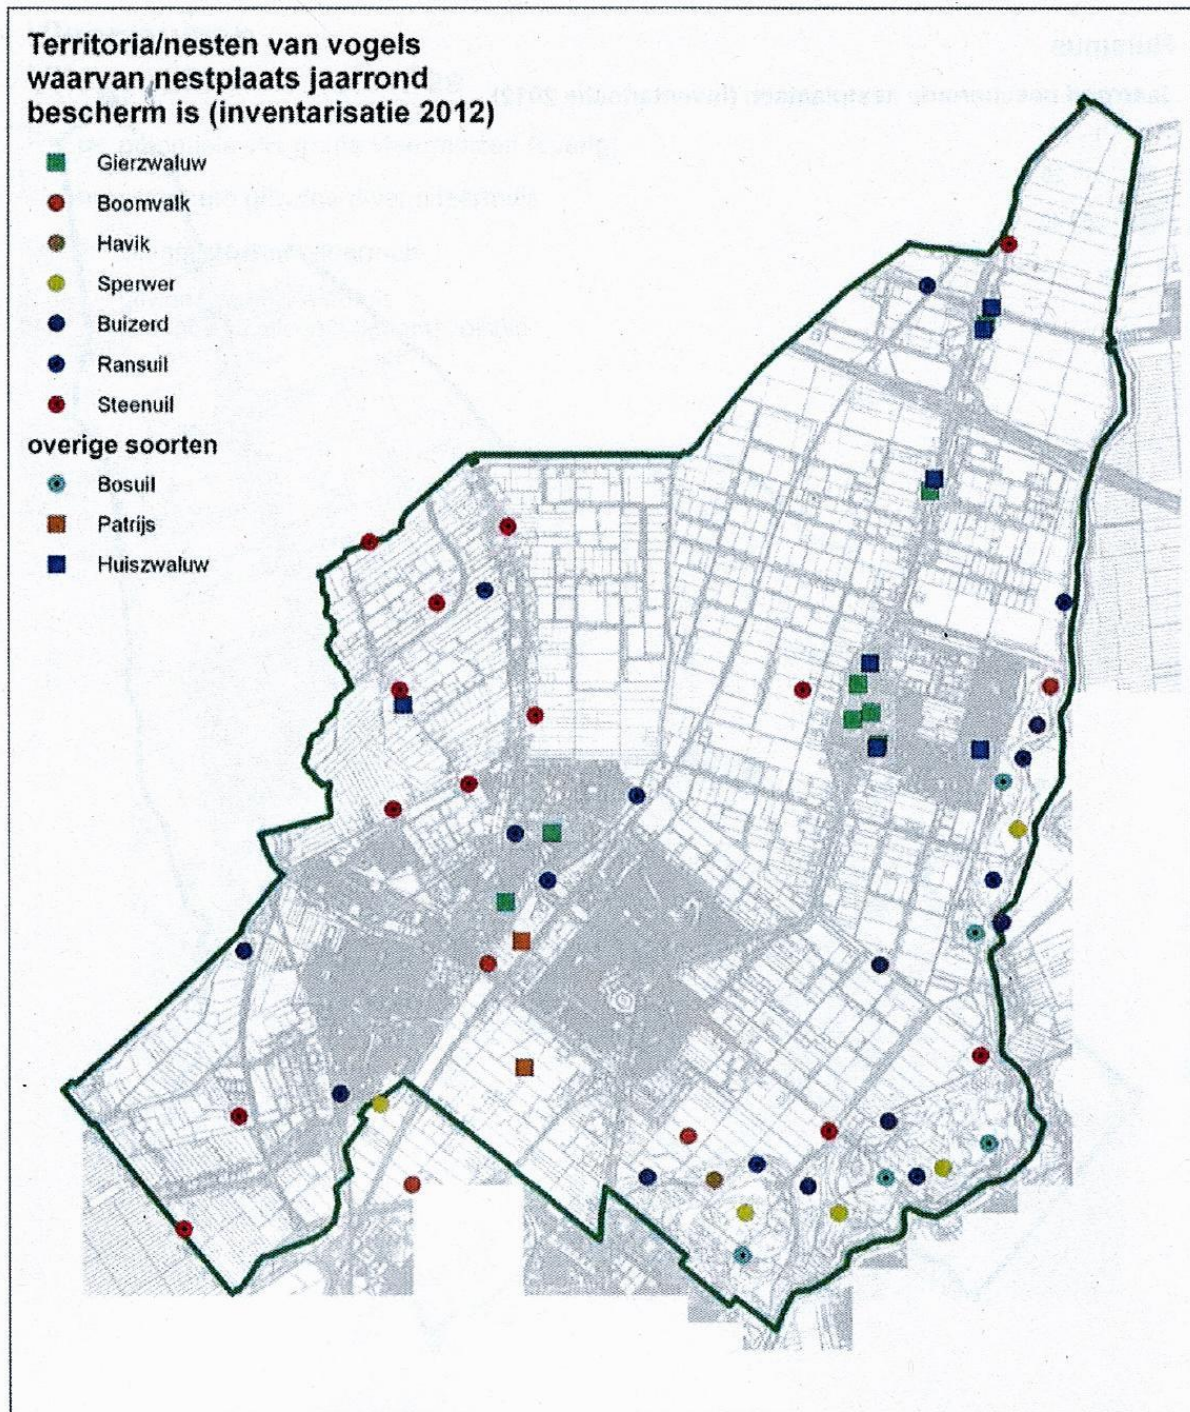 Territoria/nesten van vogels
waarvan nestplaats jaarrond
bescherm is (inventarisatie 2012)
Gierzwaluw
Boomvalk
Havik
Sperwer
Buizerd
Ransuil
Steenuil
overige soorten
Bosuil
Patrijs
Huiszwaluw